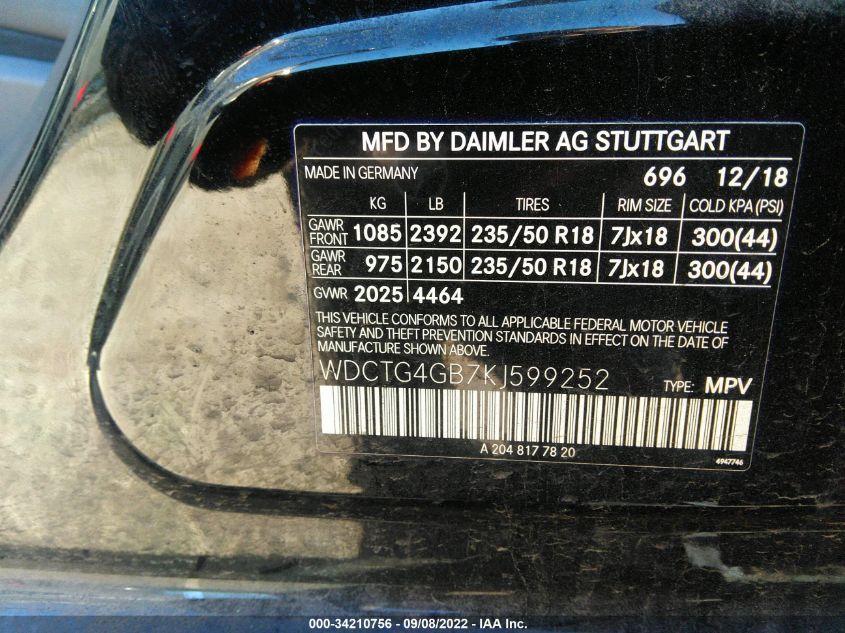 MFD BY DAIMLER AG STUTTGART
MADE IN GERMANY 696 12/18
KG LB TIRES RIM SIZE COLD KPA (PSI)
GAWR FRONT 1085 2392 235/50 R18 7Jx18 300(44)
GAWR REAR 975 2150 235/50 R18 7Jx18 300(44)
GVWR 2025 4464
THIS VEHICLE CONFORMS TO ALL APPLICABLE FEDERAL MOTOR VEHICLE
SAFETY AND THEFT PREVENTION STANDARDS IN EFFECT ON THE DATE OF
MANUFACTURE SHOWN ABOVE.
WDCTG4GB7KJ599252 TYPE: MPV
A 204 817 78 20
4947746
000-34210756 - 09/08/2022 - IAA Inc.